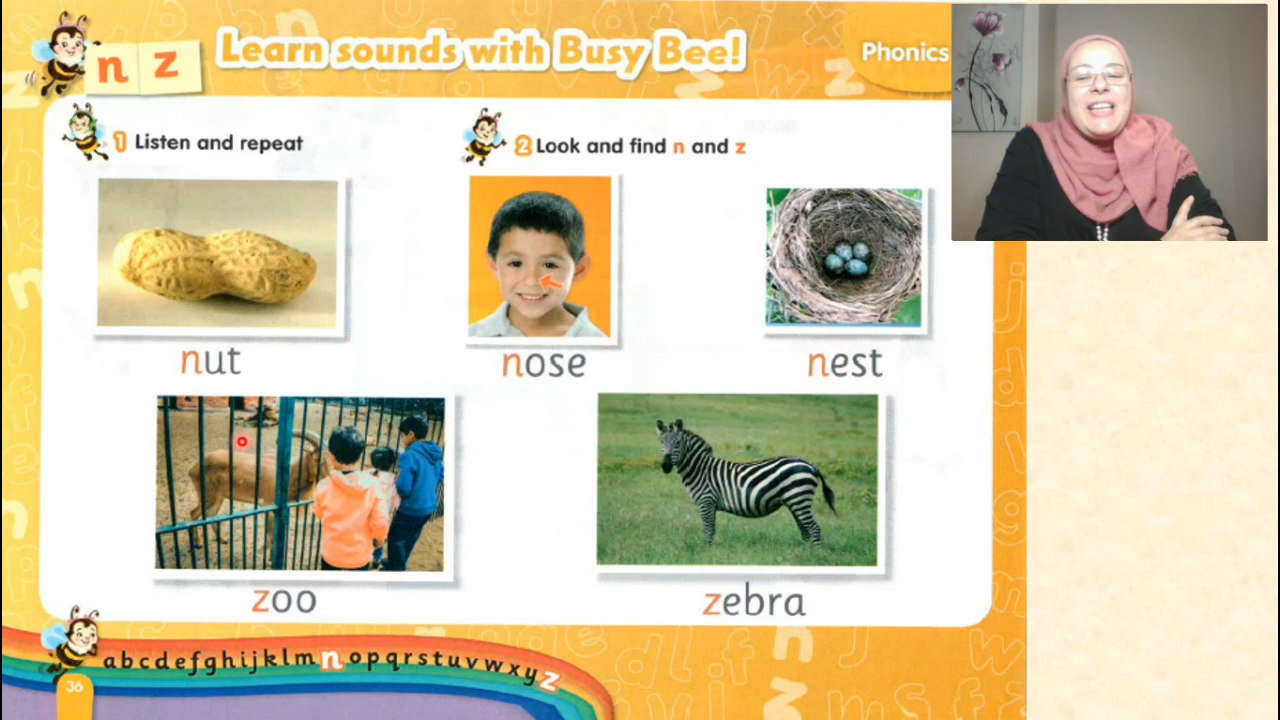 n z
Learn sounds with Busy Bee!
Phonics
1 Listen and repeat
2 Look and find n and z
nut
nose
nest
zoo
zebra
abcdefghijklmnopqrstuvwxyz
36